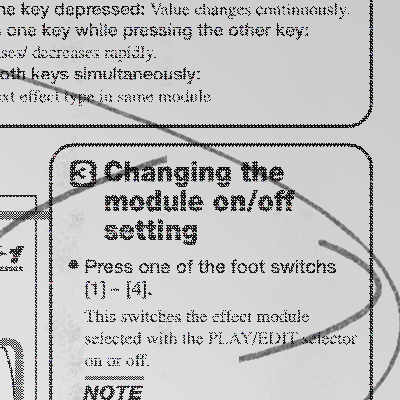 ne key depressed: Value changes continuously.
one key while pressing the other key:
ses/ decreases rapidly.
oth keys simultaneously:
xt effect type in same module
3 Changing the
module on/off
setting
• Press one of the foot switchs
[1] – [4].
This switches the effect module
selected with the PLAY/EDIT selector
on or off.
NOTE